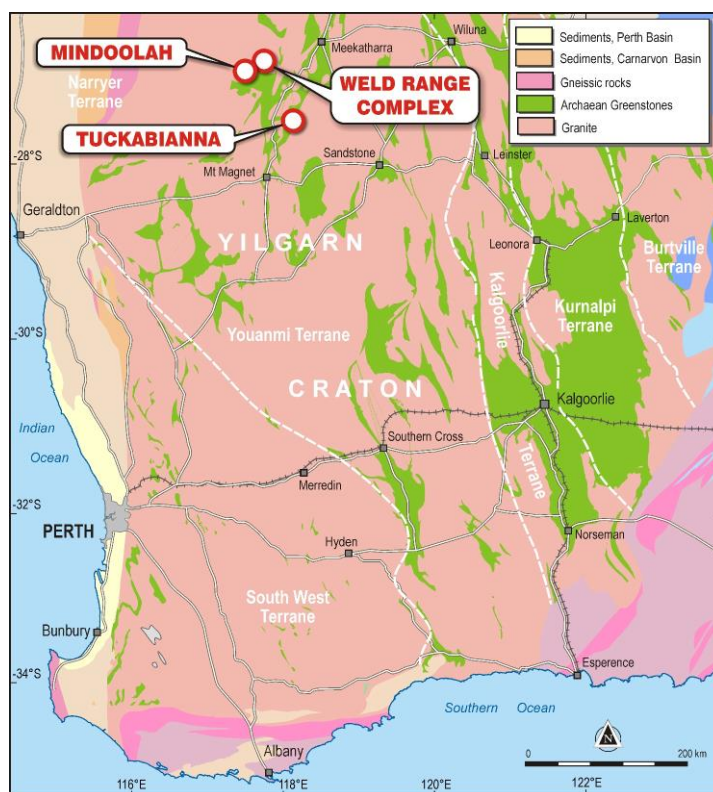 MINDOOLAH
Meekatharra
Wiluna
Narryer
Terrane
WELD RANGE
COMPLEX
TUCKABIANNA
Sediments, Perth Basin
Sediments, Carnarvon Basin
Gneissic rocks
Archaean Greenstones
Granite
-28°S
Sandstone
Leinster
Mt Magnet
Geraldton
Laverton
YILGARN
Leonora
Burtville
Terrane
Kalgoorlie
Terrane
Kurnalpi
Terrane
-30°S
Youanmi Terrane
CRATON
Kalgoorlie
Indian
Ocean
Southern Cross
Merredin
-32°S
PERTH
Hyden
Norseman
South West
Terrane
Bunbury
-34°S
Esperence
Southern Ocean
N
Albany
0 200 km
116°E
118°E
120°E
122°E